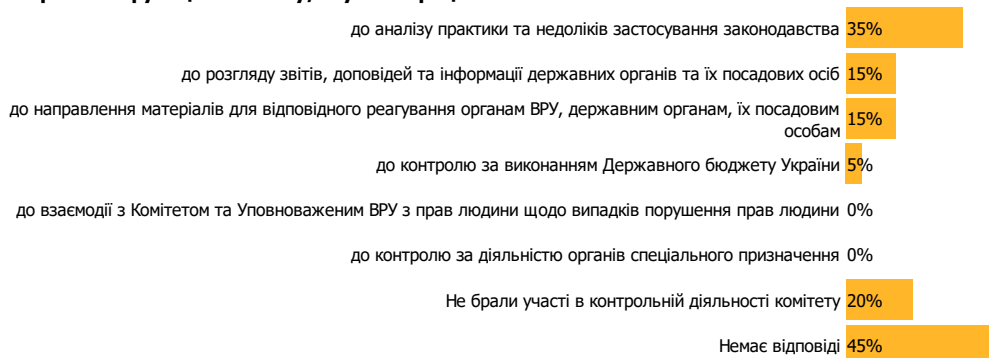 до аналізу практики та недоліків застосування законодавства 35%
до розгляду звітів, доповідей та інформації державних органів та їх посадових осіб 15%
до направлення матеріалів для відповідного реагування органам ВРУ, державним органам, їх посадовим
особам 15%
до контролю за виконанням Державного бюджету України 5%
до взаємодії з Комітетом та Уповноваженим ВРУ з прав людини щодо випадків порушення прав людини 0%
до контролю за діяльністю органів спеціального призначення 0%
Не брали участі в контрольній діяльності комітету 20%
Немає відповіді 45%